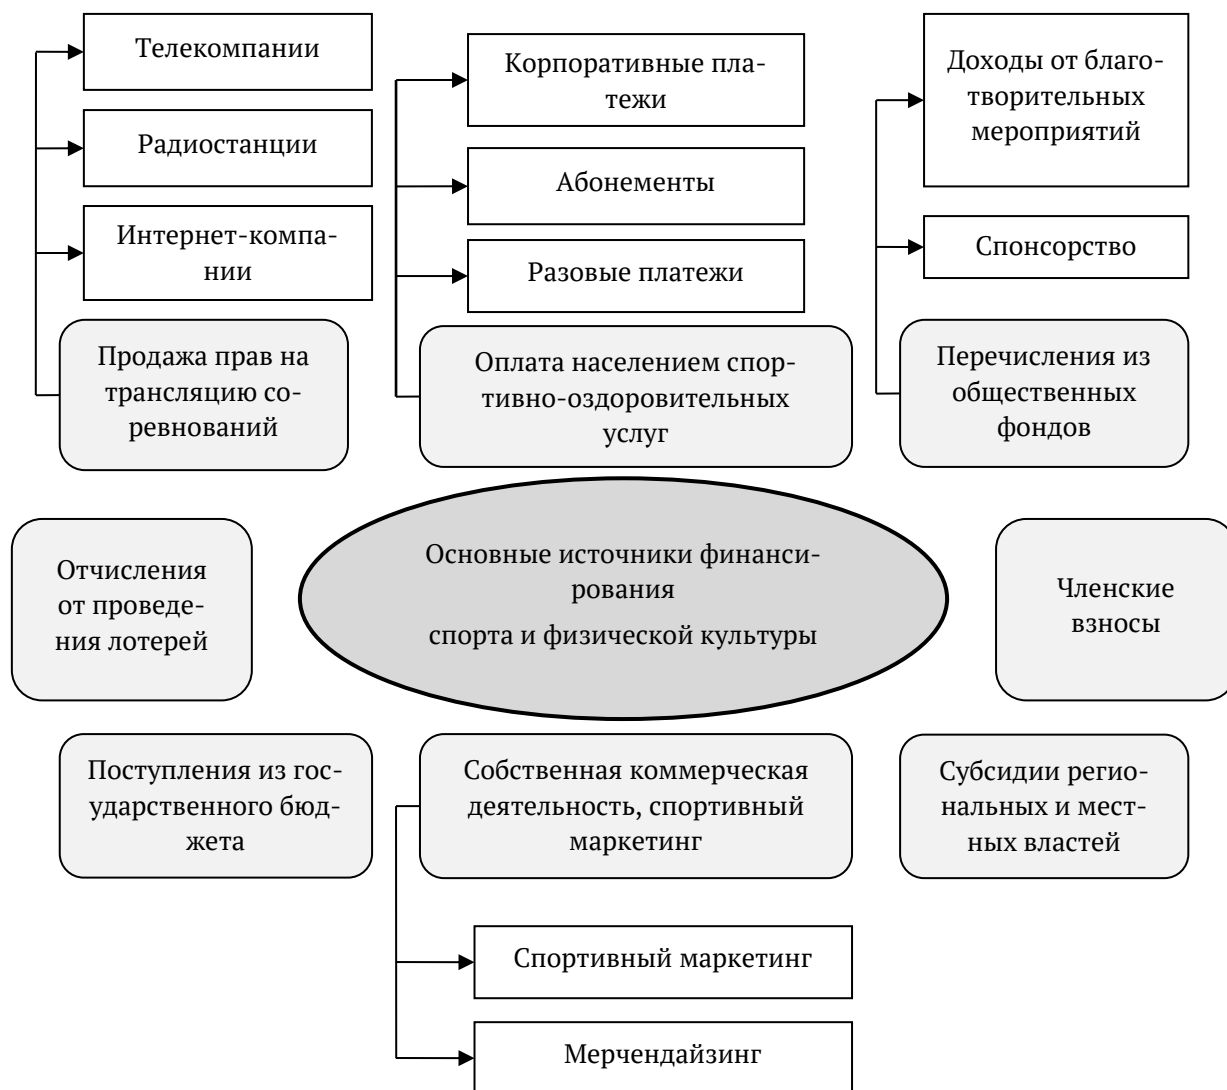 Телекомпании
Радиостанции
Интернет-компа-
нии
Продажа прав на
трансляцию со-
ревнований
Корпоративные пла-
тежи
Абонементы
Разовые платежи
Оплата населением спор-
тивно-оздоровительных
услуг
Доходы от благо-
творительных
мероприятий
Спонсорство
Перечисления из
общественных
фондов
Отчисления
от проведе-
ния лотерей
Основные источники финанси-
рования
спорта и физической культуры
Членские
взносы
Поступления из гос-
ударственного бюд-
жета
Собственная коммерческая
деятельность, спортивный
маркетинг
Субсидии регио-
нальных и мест-
ных властей
Спортивный маркетинг
Мерчендайзинг